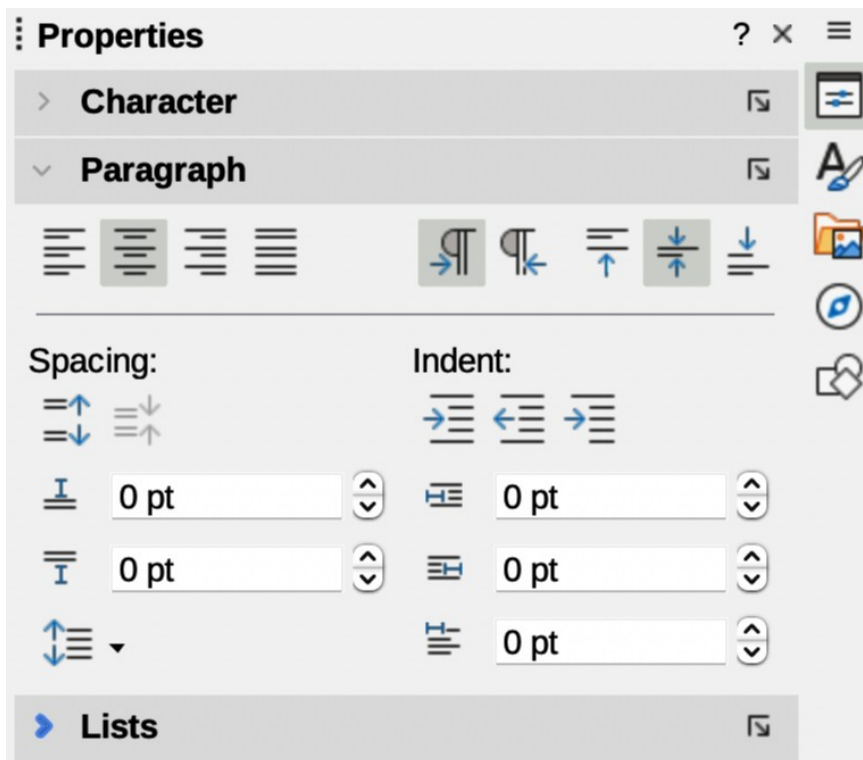 Properties ?
Character
Paragraph
Spacing: Indent:
0 pt 0 pt
0 pt 0 pt
0 pt
Lists